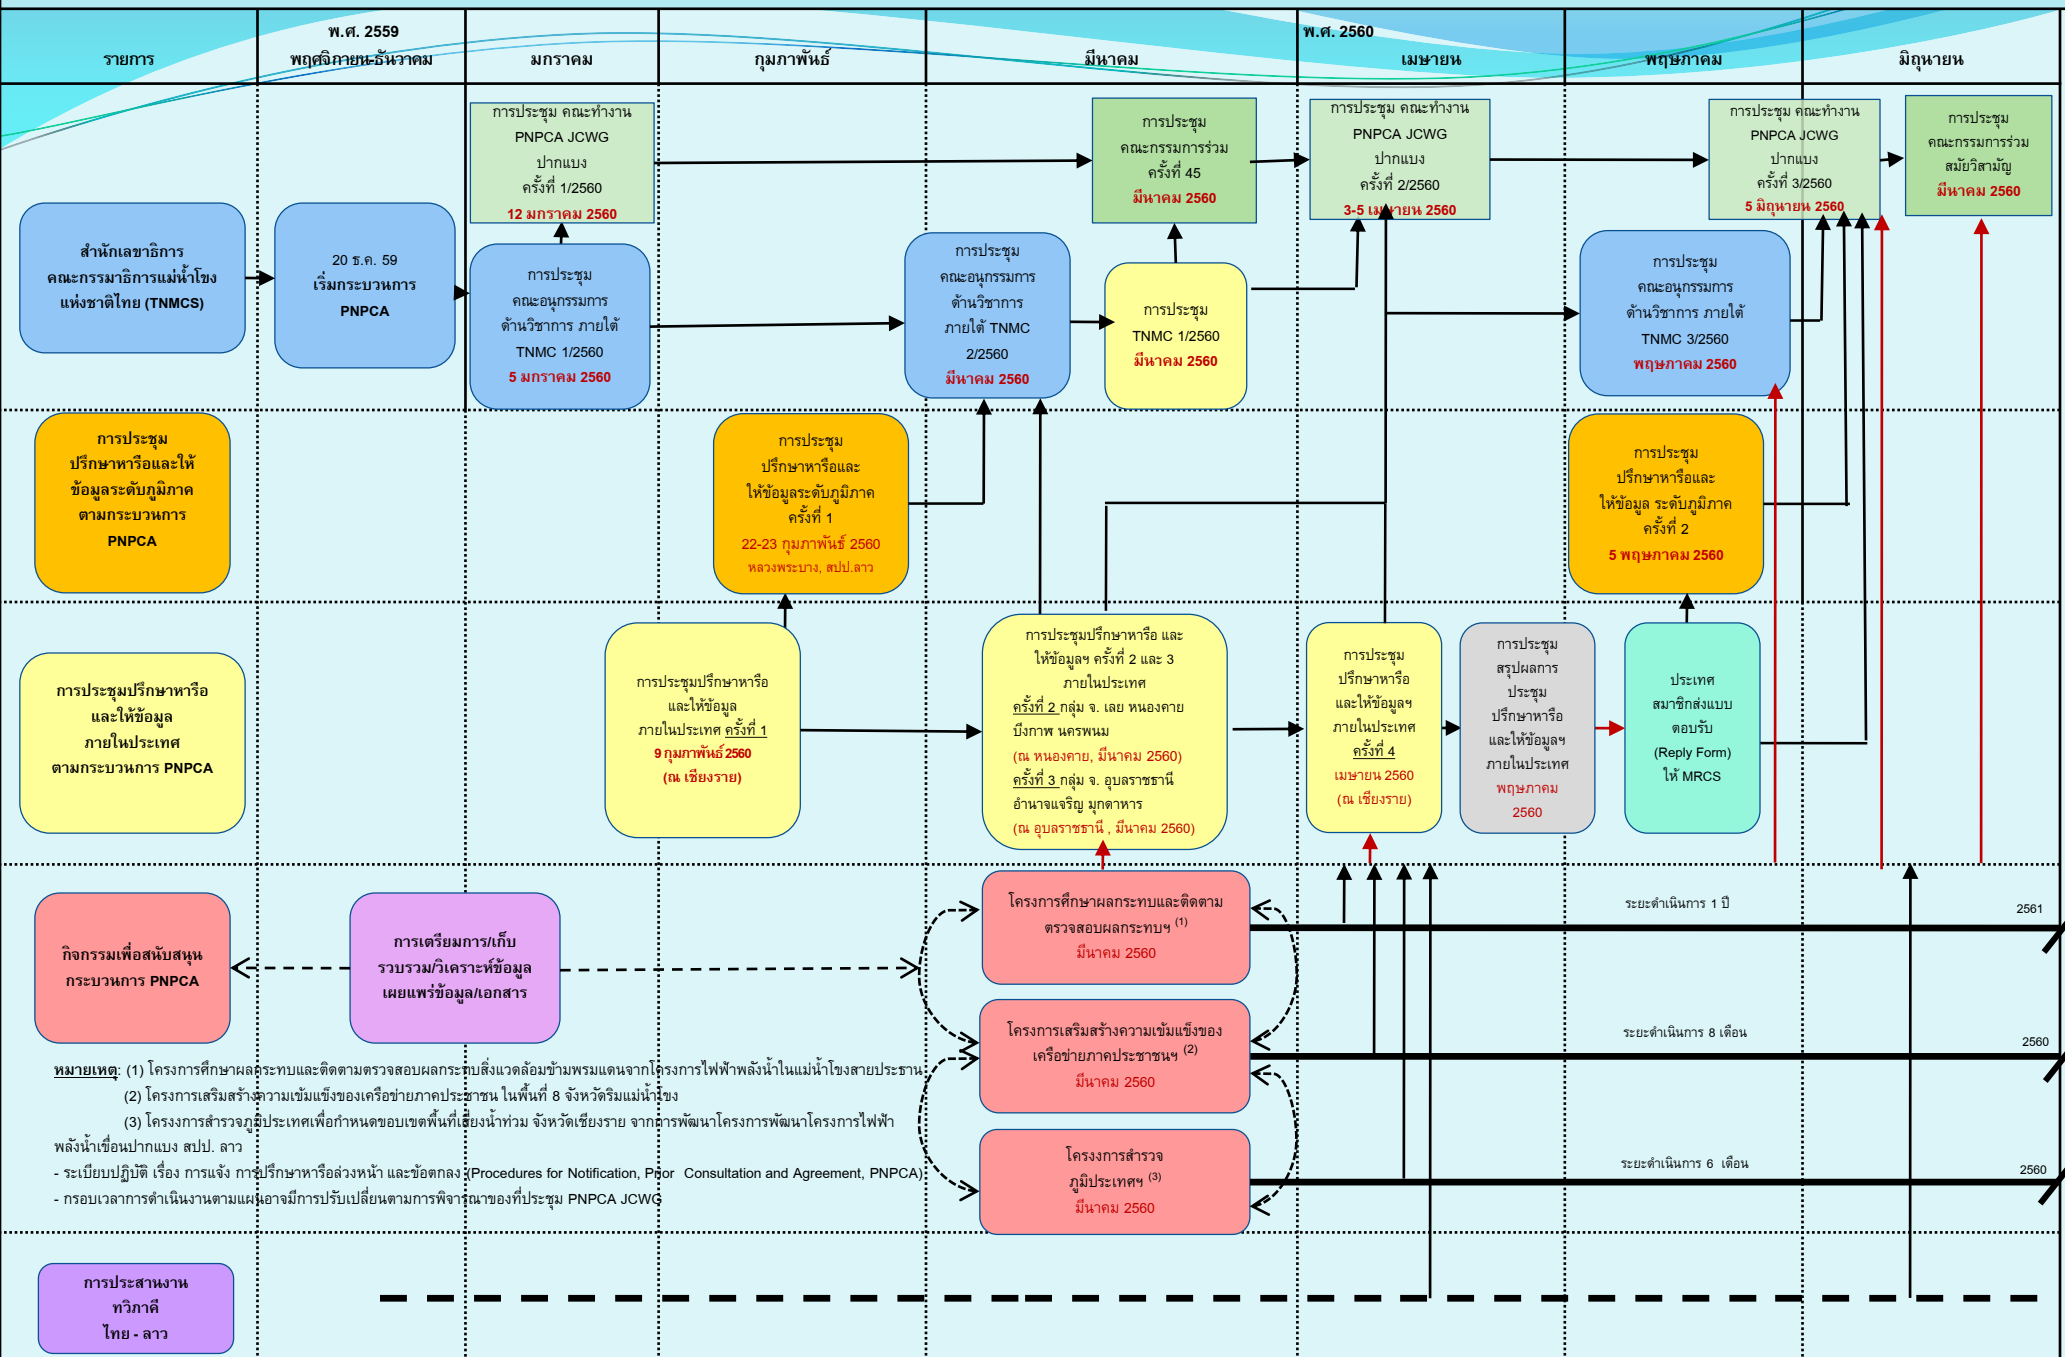 พ.ศ. 2559
พ.ศ. 2560
รายการ
พฤศจิกายน-ธันวาคม
มกราคม
กุมภาพันธ์
มีนาคม
เมษายน
พฤษภาคม
มิถุนายน
การประชุม คณะทำงาน
PNPCA JCWG
ปากแบง
ครั้งที่ 1/2560
12 มกราคม 2560
การประชุม
คณะกรรมการร่วม
ครั้งที่ 45
มีนาคม 2560
การประชุม คณะทำงาน
PNPCA JCWG
ปากแบง
ครั้งที่ 2/2560
3-5 เมษายน 2560
การประชุม คณะทำงาน
PNPCA JCWG
ปากแบง
ครั้งที่ 3/2560
5 มิถุนายน 2560
การประชุม
คณะกรรมการร่วม
สมัยวิสามัญ
มีนาคม 2560
สำนักเลขาธิการ
คณะกรรมาธิการแม่น้ำโขง
แห่งชาติไทย (TNMCS)
20 ธ.ค. 59
เริ่มกระบวนการ
PNPCA
การประชุม
คณะอนุกรรมการ
ด้านวิชาการ ภายใต้
TNMC 1/2560
5 มกราคม 2560
การประชุม
คณะอนุกรรมการ
ด้านวิชาการ
ภายใต้ TNMC
2/2560
มีนาคม 2560
การประชุม
TNMC 1/2560
มีนาคม 2560
การประชุม
คณะอนุกรรมการ
ด้านวิชาการ ภายใต้
TNMC 3/2560
พฤษภาคม 2560
การประชุม
ปรึกษาหารือและให้
ข้อมูลระดับภูมิภาค
ตามกระบวนการ
PNPCA
การประชุม
ปรึกษาหารือและ
ให้ข้อมูลระดับภูมิภาค
ครั้งที่ 1
22-23 กุมภาพันธ์ 2560
หลวงพระบาง, สปป.ลาว
การประชุม
ปรึกษาหารือและ
ให้ข้อมูล ระดับภูมิภาค
ครั้งที่ 2
5 พฤษภาคม 2560
การประชุมปรึกษาหารือ
และให้ข้อมูล
ภายในประเทศ
ตามกระบวนการ PNPCA
การประชุมปรึกษาหารือ
และให้ข้อมูล
ภายในประเทศ ครั้งที่ 1
9 กุมภาพันธ์ 2560
(ณ เชียงราย)
การประชุมปรึกษาหารือ และ
ให้ข้อมูลฯ ครั้งที่ 2 และ 3
ภายในประเทศ
ครั้งที่ 2 กลุ่ม จ. เลย หนองคาย
บึงกาฬ นครพนม
(ณ หนองคาย, มีนาคม 2560)
ครั้งที่ 3 กลุ่ม จ. อุบลราชธานี
อำนาจเจริญ มุกดาหาร
(ณ อุบลราชธานี , มีนาคม 2560)
การประชุม
ปรึกษาหารือ
และให้ข้อมูลฯ
ภายในประเทศ
ครั้งที่ 4
เมษายน 2560
(ณ เชียงราย)
การประชุม
สรุปผลการ
ประชุม
ปรึกษาหารือ
และให้ข้อมูลฯ
ภายในประเทศ
พฤษภาคม
2560
ประเทศ
สมาชิกส่งแบบ
ตอบรับ
(Reply Form)
ให้ MRCS
กิจกรรมเพื่อสนับสนุน
กระบวนการ PNPCA
การเตรียมการ/เก็บ
รวบรวม/วิเคราะห์ข้อมูล
เผยแพร่ข้อมูล/เอกสาร
โครงการศึกษาผลกระทบและติดตาม
ตรวจสอบผลกระทบฯ (1)
มีนาคม 2560
ระยะดำเนินการ 1 ปี
2561
โครงการเสริมสร้างความเข้มแข็งของ
เครือข่ายภาคประชาชนฯ (2)
มีนาคม 2560
ระยะดำเนินการ 8 เดือน
2560
โครงงการสำรวจ
ภูมิประเทศฯ (3)
มีนาคม 2560
ระยะดำเนินการ 6 เดือน
2560
หมายเหตุ: (1) โครงการศึกษาผลกระทบและติดตามตรวจสอบผลกระทบสิ่งแวดล้อมข้ามพรมแดนจากโครงการไฟฟ้าพลังน้ำในแม่น้ำโขงสายประธาน
(2) โครงการเสริมสร้างความเข้มแข็งของเครือข่ายภาคประชาชน ในพื้นที่ 8 จังหวัดริมแม่น้ำโขง
(3) โครงงการสำรวจภูมิประเทศเพื่อกำหนดขอบเขตพื้นที่เสี่ยงน้ำท่วม จังหวัดเชียงราย จากการพัฒนาโครงการพัฒนาโครงการไฟฟ้า
พลังน้ำเขื่อนปากแบง สปป. ลาว
- ระเบียบปฏิบัติ เรื่อง การแจ้ง การปรึกษาหารือล่วงหน้า และข้อตกลง (Procedures for Notification, Prior Consultation and Agreement, PNPCA)
- กรอบเวลาการดำเนินงานตามแผนอาจมีการปรับเปลี่ยนตามการพิจารณาของที่ประชุม PNPCA JCWG
การประสานงาน
ทวิภาคี
ไทย - ลาว